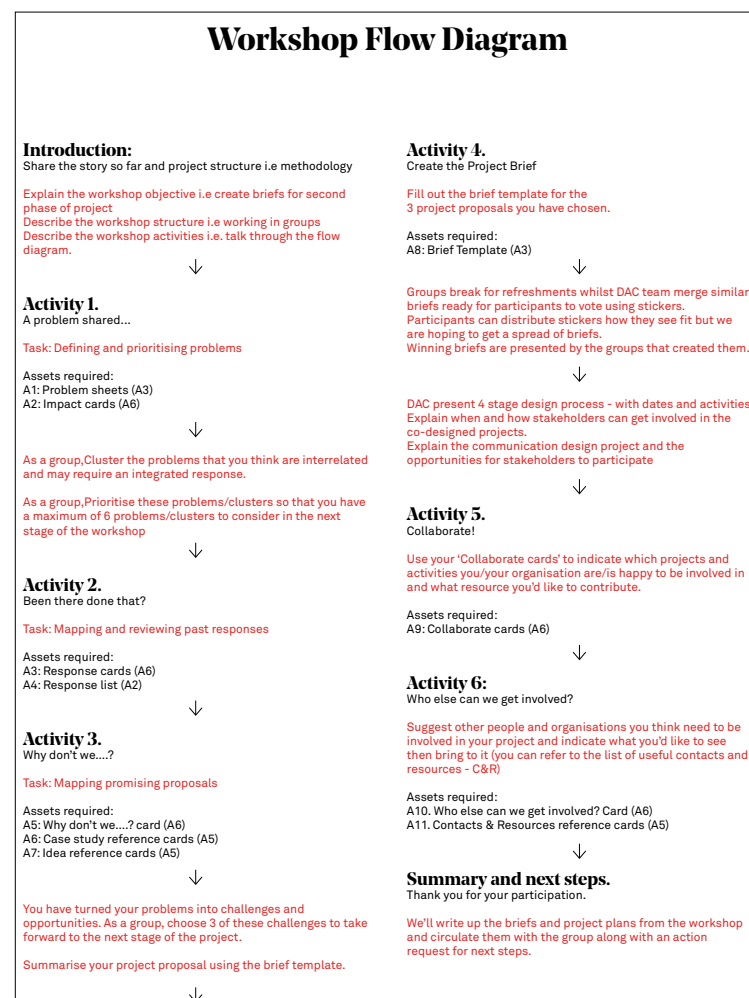 Workshop Flow Diagram
Introduction:
Share the story so far and project structure i.e methodology
Explain the workshop objective i.e create briefs for second
phase of project
Describe the workshop structure i.e working in groups
Describe the workshop activities i.e. talk through the flow
diagram.
Activity 1.
A problem shared...
Task: Defining and prioritising problems
Assets required:
A1: Problem sheets (A3)
A2: Impact cards (A6)
As a group,Cluster the problems that you think are interrelated
and may require an integrated response.
As a group,Prioritise these problems/clusters so that you have
a maximum of 6 problems/clusters to consider in the next
stage of the workshop
Activity 2.
Been there done that?
Task: Mapping and reviewing past responses
Assets required:
A3: Response cards (A6)
A4: Response list (A2)
Activity 3.
Why don't we....?
Task: Mapping promising proposals
Assets required:
A5: Why don't we....? card (A6)
A6: Case study reference cards (A5)
A7: Idea reference cards (A5)
You have turned your problems into challenges and
opportunities. As a group, choose 3 of these challenges to take
forward to the next stage of the project.
Summarise your project proposal using the brief template.
Activity 4.
Create the Project Brief
Fill out the brief template for the
3 project proposals you have chosen.
Assets required:
A8: Brief Template (A3)
Groups break for refreshments whilst DAC team merge similar
briefs ready for participants to vote using stickers.
Participants can distribute stickers how they see fit but we
are hoping to get a spread of briefs.
Winning briefs are presented by the groups that created them.
DAC present 4 stage design process - with dates and activities
Explain when and how stakeholders can get involved in the
co-designed projects.
Explain the communication design project and the
opportunities for stakeholders to participate
Activity 5.
Collaborate!
Use your 'Collaborate cards' to indicate which projects and
activities you/your organisation are/is happy to be involved in
and what resource you'd like to contribute.
Assets required:
A9: Collaborate cards (A6)
Activity 6:
Who else can we get involved?
Suggest other people and organisations you think need to be
involved in your project and indicate what you'd like to see
then bring to it (you can refer to the list of useful contacts and
resources - C&R)
Assets required:
A10. Who else can we get involved? Card (A6)
A11. Contacts & Resources reference cards (A5)
Summary and next steps.
Thank you for your participation.
We'll write up the briefs and project plans from the workshop
and circulate them with the group along with an action
request for next steps.